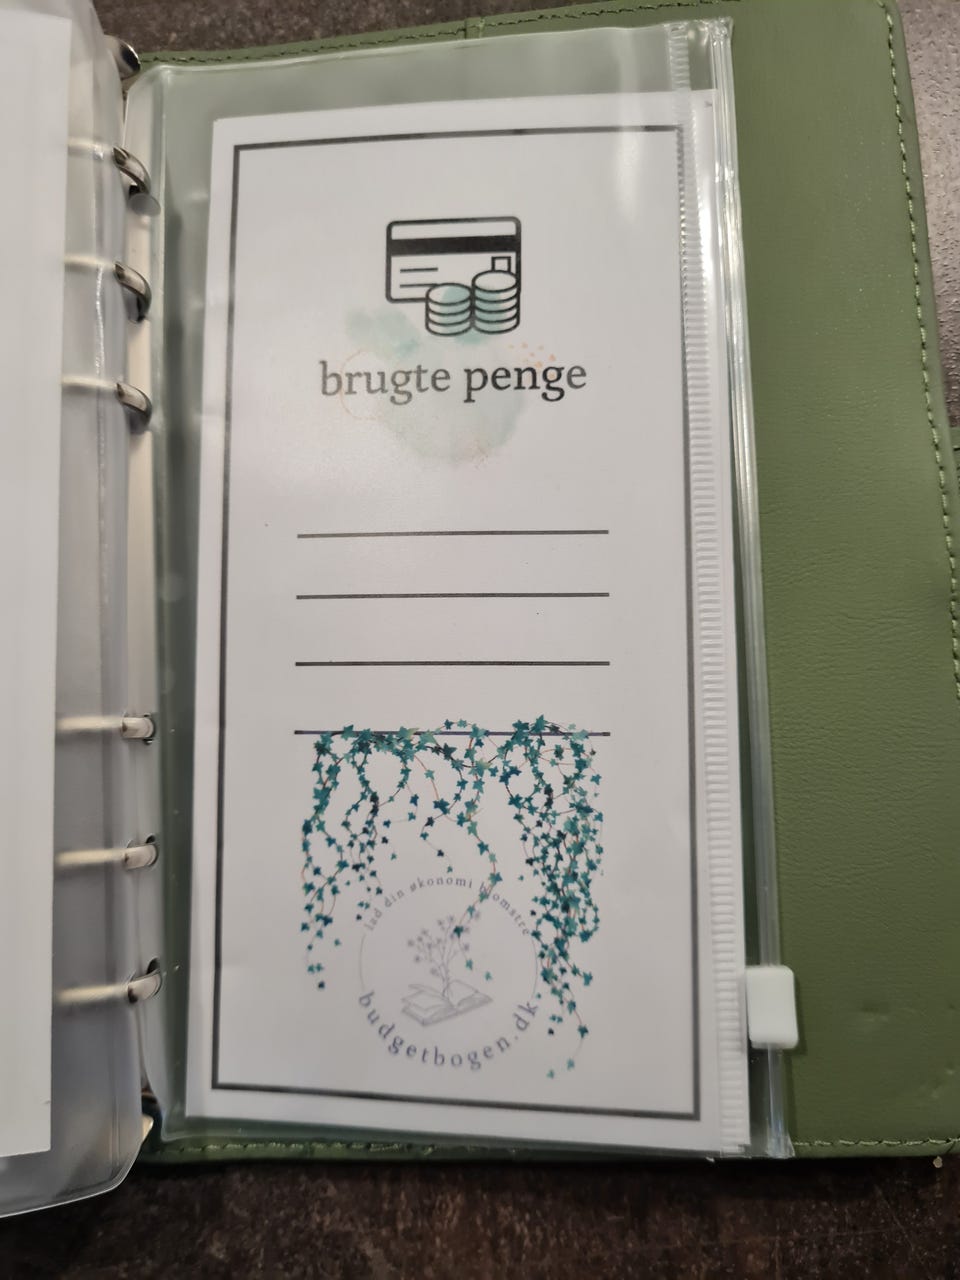 brugte penge
lad din økonomi blomstre
budgetbogen.dk